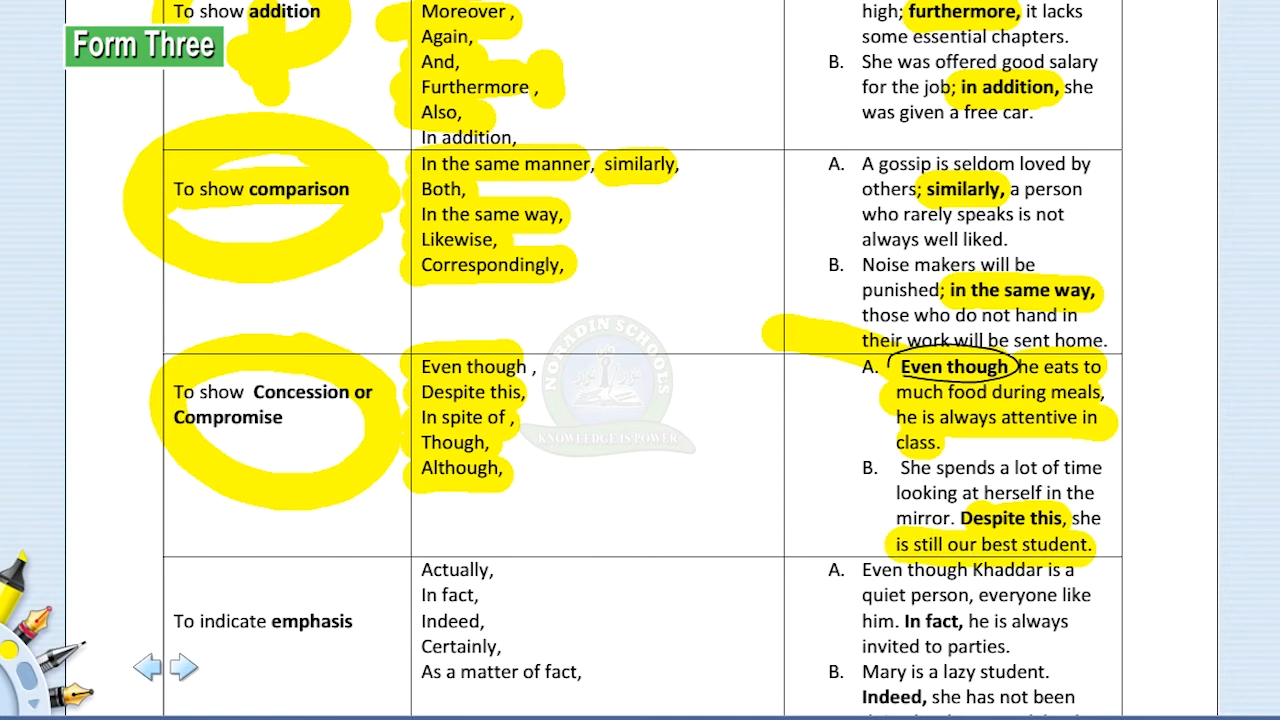 To show addition
Form Three
Moreover ,
Again,
And,
Furthermore ,
Also,
In addition,
high; furthermore, it lacks
some essential chapters.
B. She was offered good salary
for the job; in addition, she
was given a free car.
To show comparison
In the same manner, similarly,
Both,
In the same way,
Likewise,
Correspondingly,
A. A gossip is seldom loved by
others; similarly, a person
who rarely speaks is not
always well liked.
B. Noise makers will be
punished; in the same way,
those who do not hand in
their work will be sent home.
To show Concession or
Compromise
Even though ,
Despite this,
In spite of ,
Though,
Although,
NORADIN SCHOOLS
KNOWLEDGE IS POWER
A. Even though he eats to
much food during meals,
he is always attentive in
class.
B. She spends a lot of time
looking at herself in the
mirror. Despite this, she
is still our best student.
To indicate emphasis
Actually,
In fact,
Indeed,
Certainly,
As a matter of fact,
A. Even though Khaddar is a
quiet person, everyone like
him. In fact, he is always
invited to parties.
B. Mary is a lazy student.
Indeed, she has not been